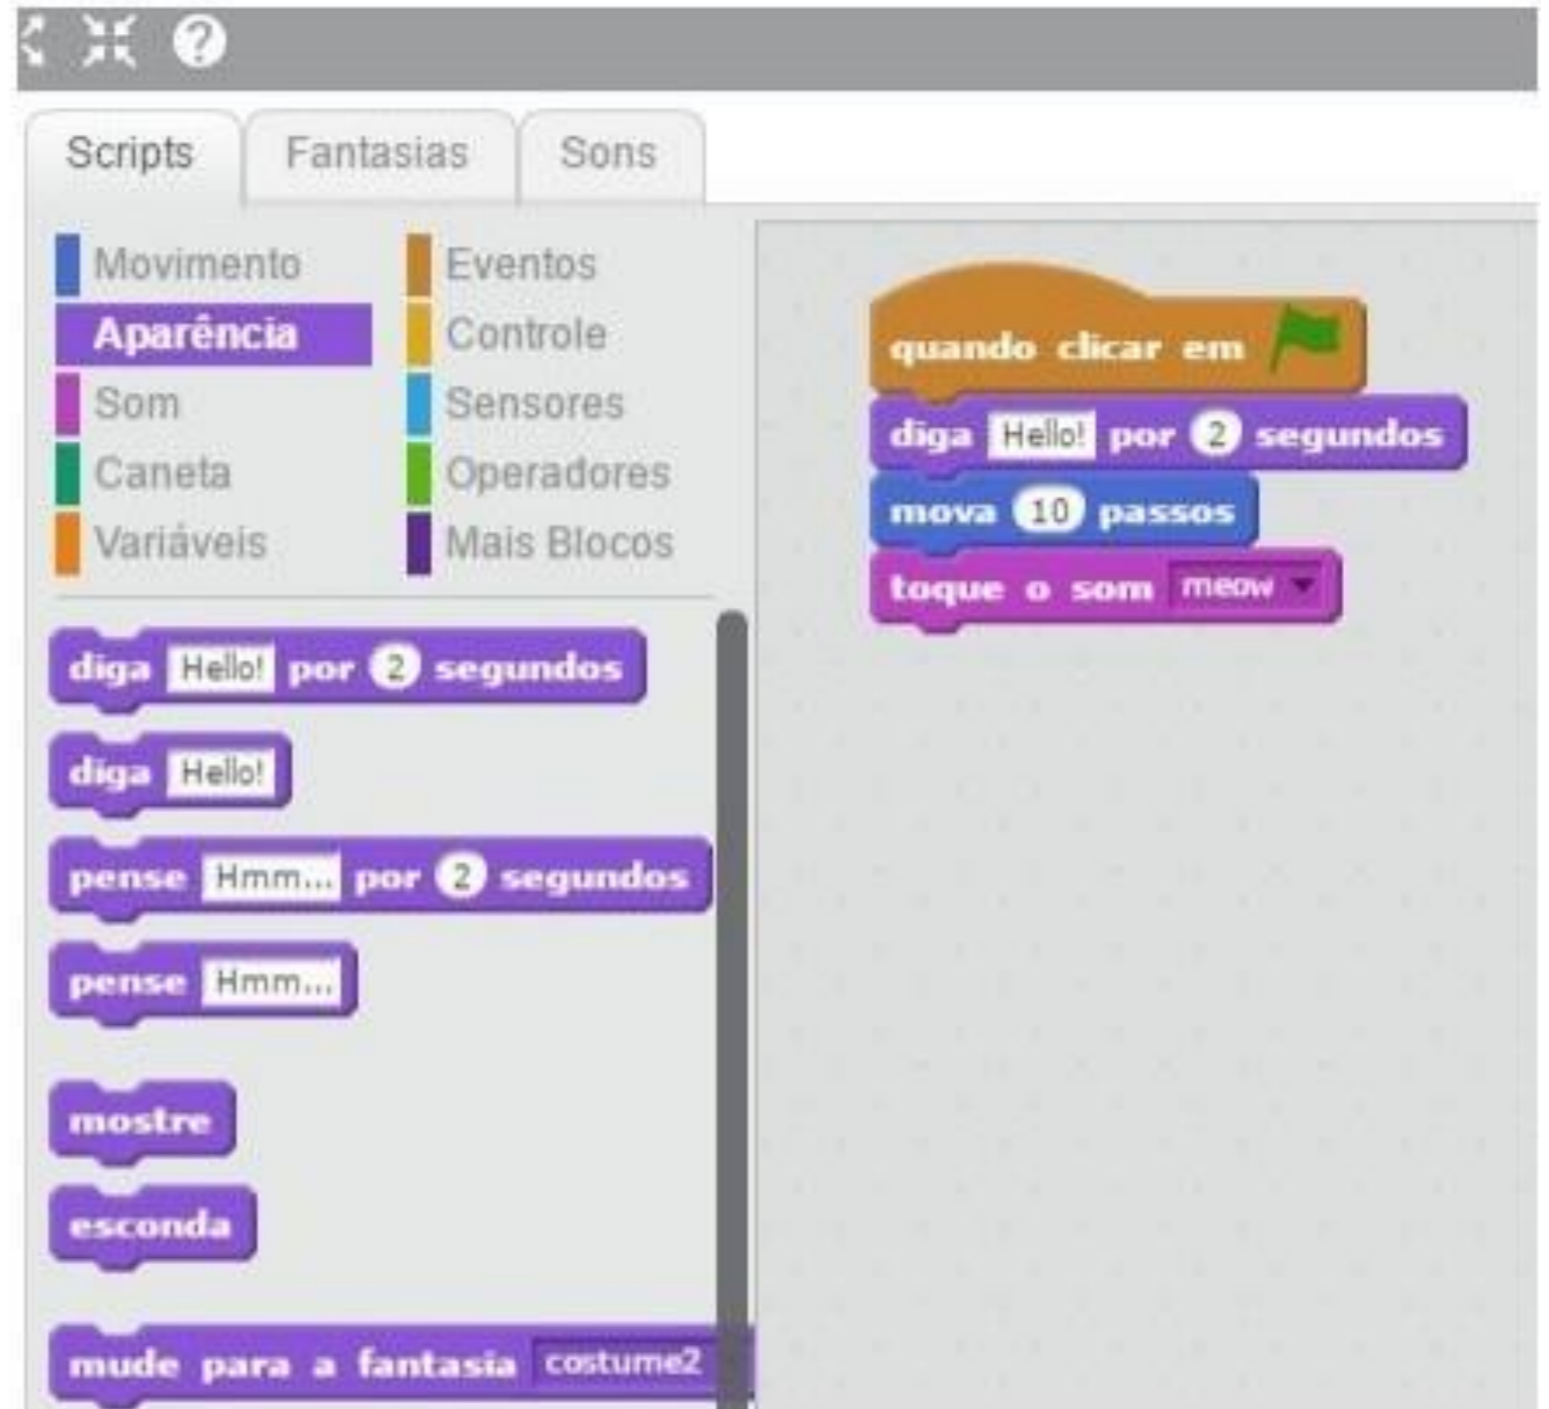 ?
Scripts Fantasias Sons
Movimento Eventos
Aparência Controle
Som Sensores
Caneta Operadores
Variáveis Mais Blocos
diga Hello! por 2 segundos
diga Hello!
pense Hmm... por 2 segundos
pense Hmm...
mostre
esconda
mude para a fantasia costume2
quando clicar em
diga Hello! por 2 segundos
mova 10 passos
toque o som meow